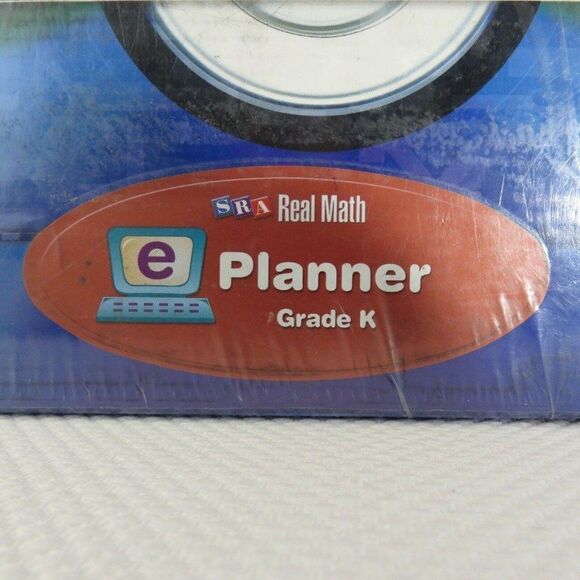 SRA Real Math
e Planner
Grade K